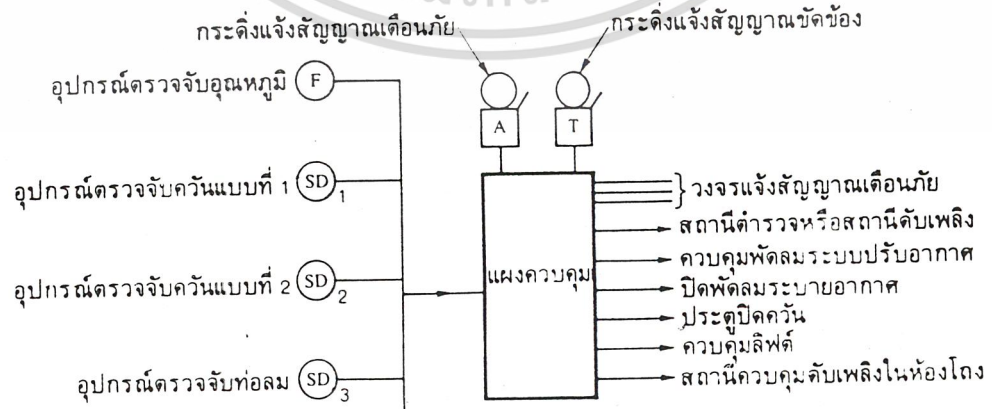 กระดิ่งแจ้งสัญญาณเตือนภัย
กระดิ่งแจ้งสัญญาณขัดข้อง
อุปกรณ์ตรวจจับอุณหภูมิ F
A
T
อุปกรณ์ตรวจจับควันแบบที่ 1 SD 1
วงจรแจ้งสัญญาณเตือนภัย
สถานีตำรวจหรือสถานีดับเพลิง
ควบคุมพัดลมระบบปรับอากาศ
อุปกรณ์ตรวจจับควันแบบที่ 2 SD 2
แผงควบคุม
ปิดพัดลมระบายอากาศ
ประตูปิดควัน
ควบคุมลิฟต์
อุปกรณ์ตรวจจับท่อลม SD 3
สถานีควบคุมดับเพลิงในห้องโถง